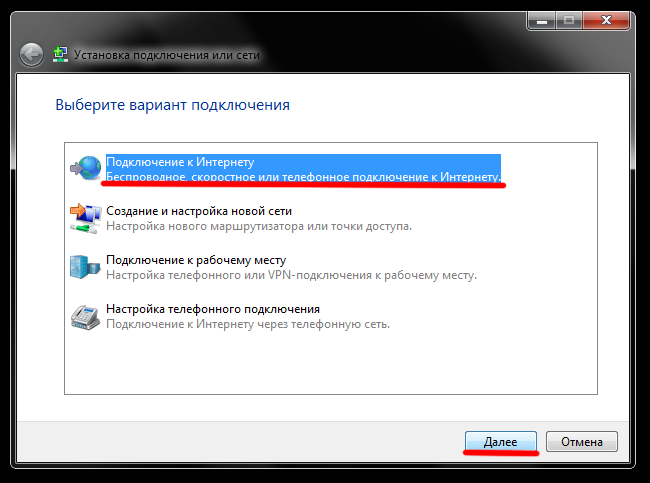 Установка подключения или сети
Выберите вариант подключения
Подключение к Интернету
Беспроводное, скоростное или телефонное подключение к Интернету.
Создание и настройка новой сети
Настройка нового маршрутизатора или точки доступа.
Подключение к рабочему месту
Настройка телефонного или VPN-подключения к рабочему месту.
Настройка телефонного подключения
Подключение к Интернету через телефонную сеть.
Далее
Отмена